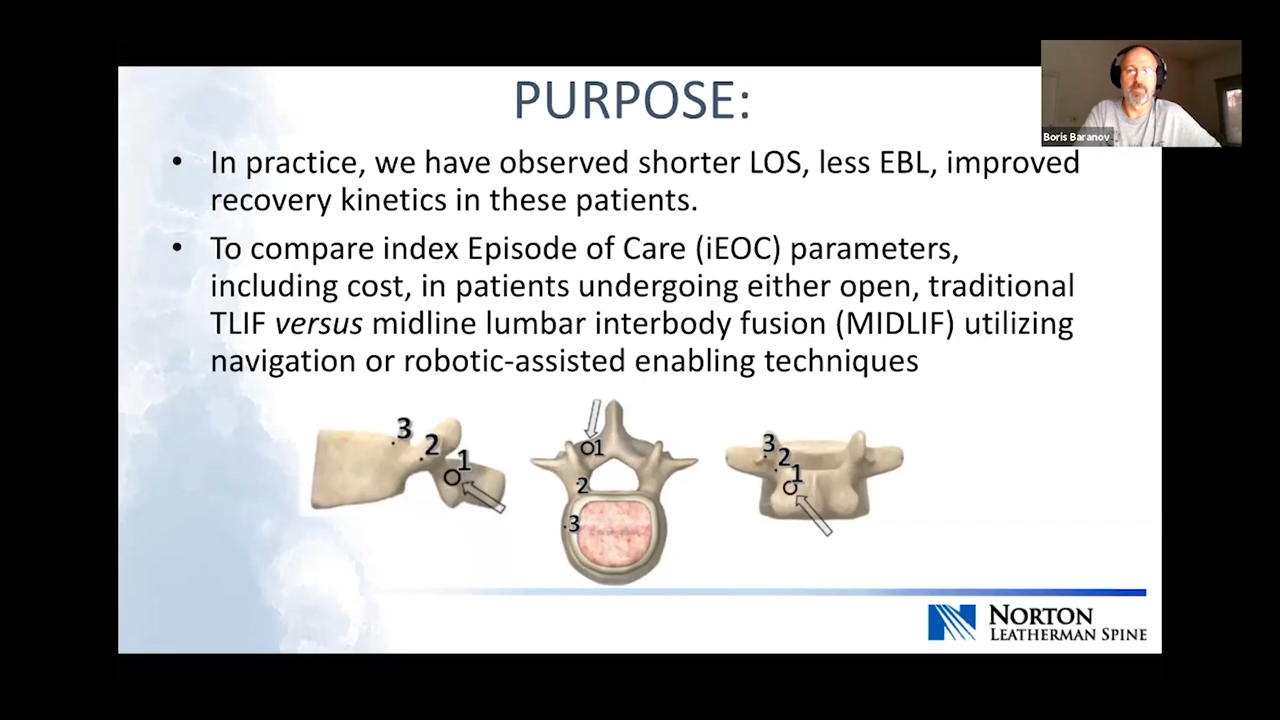 PURPOSE:
Boris Baranov
• In practice, we have observed shorter LOS, less EBL, improved
recovery kinetics in these patients.
• To compare index Episode of Care (iEOC) parameters,
including cost, in patients undergoing either open, traditional
TLIF versus midline lumbar interbody fusion (MIDLIF) utilizing
navigation or robotic-assisted enabling techniques
3
2
1
1
2
3
3
2
1
NORTON
LEATHERMAN SPINE